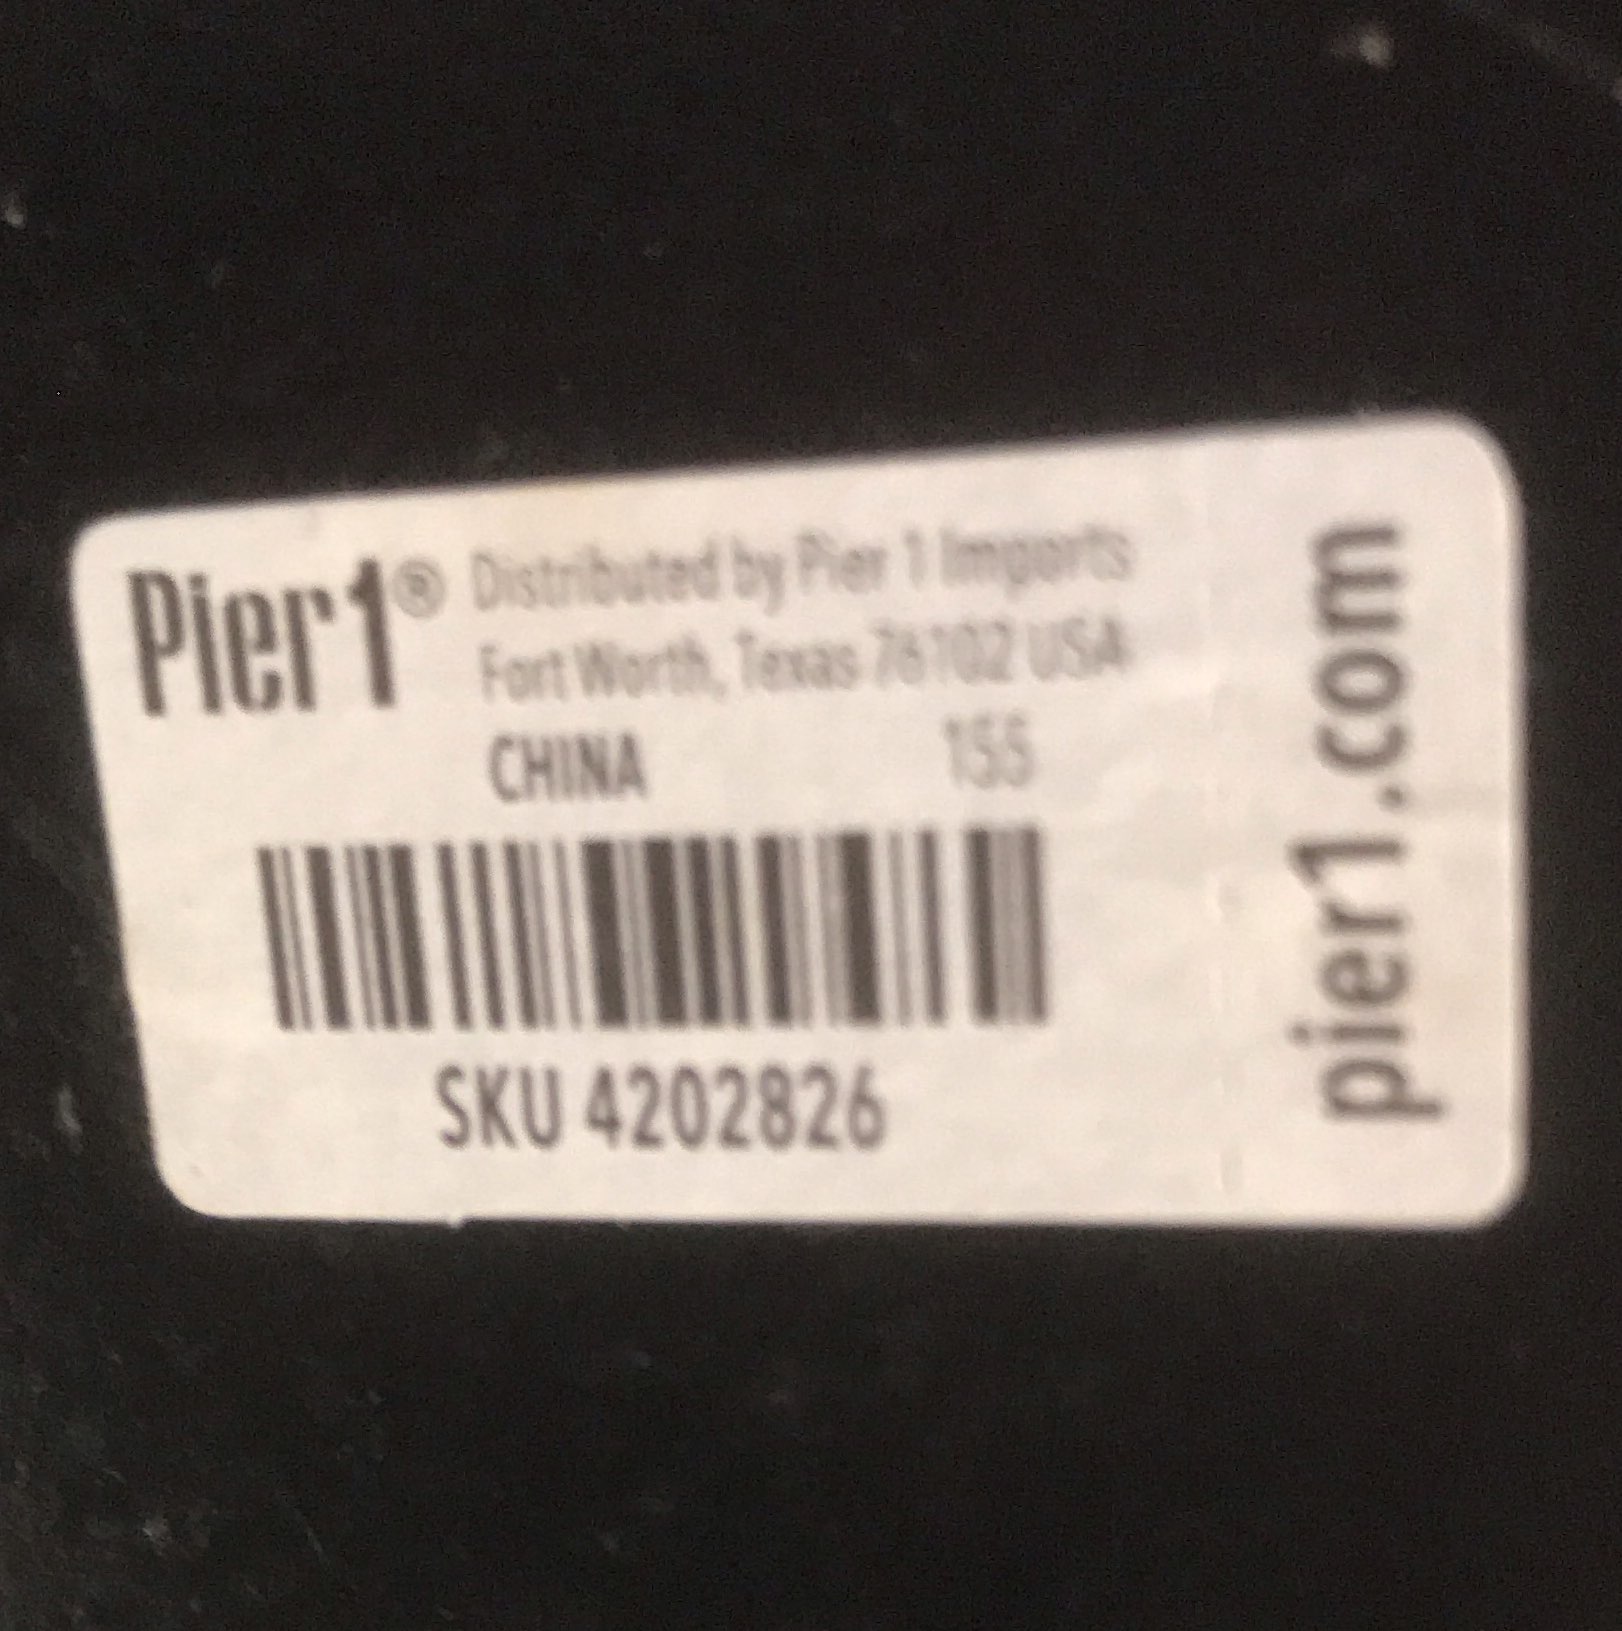 Pier1® Distributed by Pier 1 Imports
Fort Worth, Texas 76102 USA
CHINA 155
SKU 4202826
pier1.com